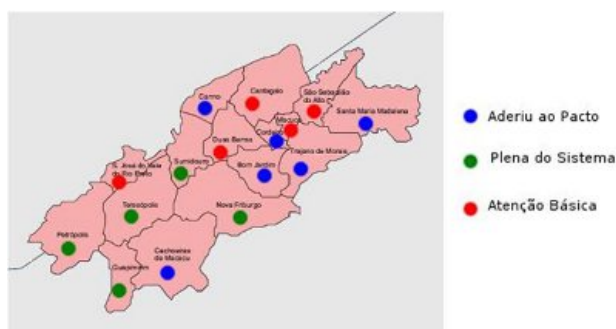 Cantagalo
São Sebastião
do Alto
Carmo
Macuco
Santa Maria Madalena
Cordeiro
Duas Barras
Trajano de Morais
Sumidouro
Bom Jardim
S. José do Vale
do Rio Preto
Teresópolis
Nova Friburgo
Petrópolis
Cachoeiras
de Macacu
Guapimirim
Aderiu ao Pacto
Plena do Sistema
Atenção Básica